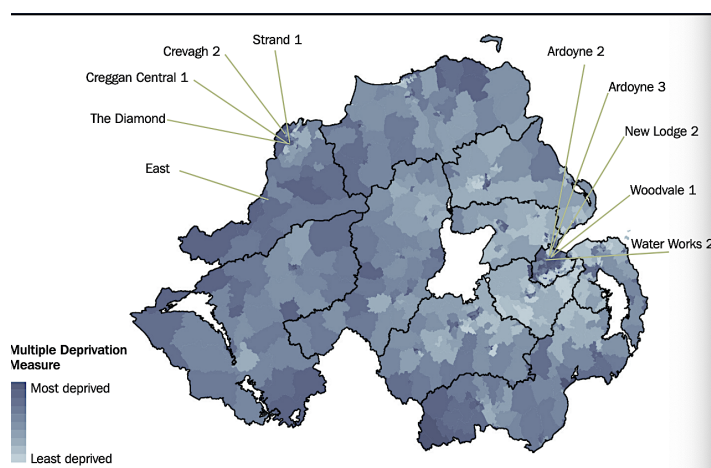 Strand 1
Crevagh 2
Creggan Central 1
The Diamond
East
Ardoyne 2
Ardoyne 3
New Lodge 2
Woodvale 1
Water Works 2
Multiple Deprivation
Measure
Most deprived
Least deprived